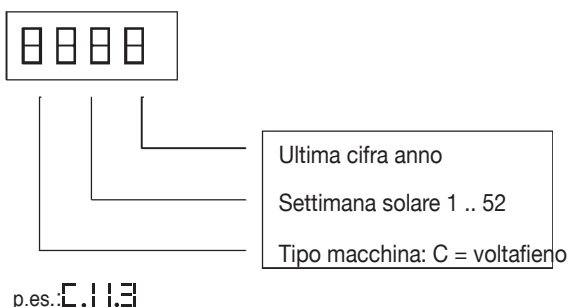 8888
Ultima cifra anno
Settimana solare 1 .. 52
Tipo macchina: C = voltafieno
p.es.:C.11.3